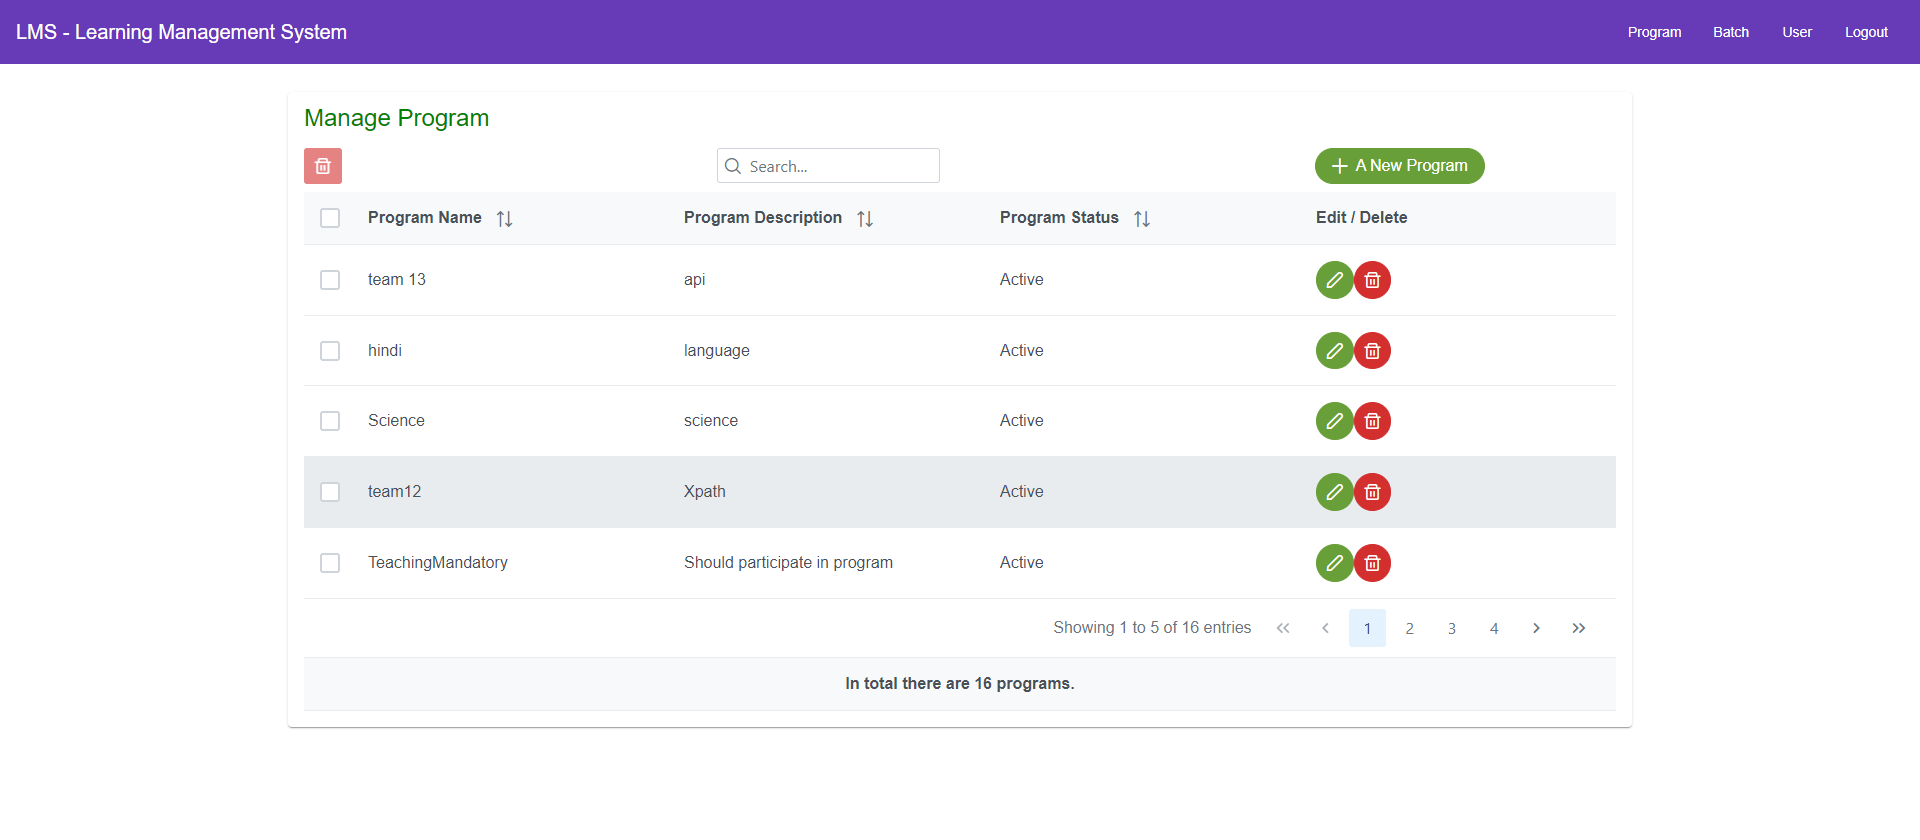 LMS - Learning Management System
Program Batch User Logout
Manage Program
Search...
A New Program
Program Name Program Description Program Status Edit / Delete
team 13 api Active
hindi language Active
Science science Active
team12 Xpath Active
TeachingMandatory Should participate in program Active
Showing 1 to 5 of 16 entries 1 2 3 4
In total there are 16 programs.